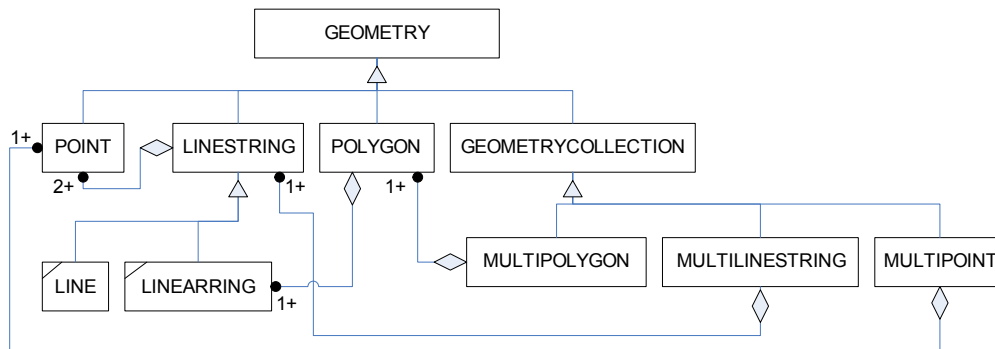 GEOMETRY
1+
POINT
LINESTRING
POLYGON
GEOMETRYCOLLECTION
2+
1+
1+
LINE
LINEARRING
MULTIPOLYGON
MULTILINESTRING
MULTIPOINT
1+